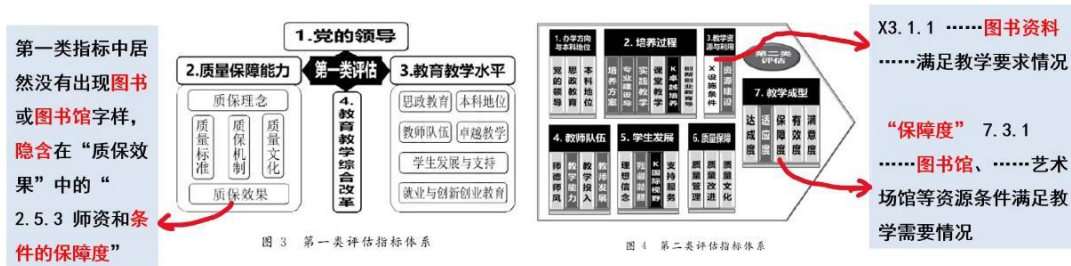 第一类指标中居
然没有出现图书
或图书馆字样,
隐含在“质保效
果”中的“
2.5.3 师资和条
件的保障度”
1.党的领导
2.质量保障能力
第一类评估
3.教育教学水平
质保理念
质量标准
质保机制
质量文化
质保效果
4.教育教学综合改革
思政教育
本科地位
教师队伍
卓越教学
学生发展与支持
就业与创新创业教育
图 3 第一类评估指标体系
1.办学方向
与本科地位
党的领导
思政教育
本科地位
2.培养过程
培养方案
专业建设
实践教学
课堂教学
K卓越培养
创新创业教育
3.教学资
源与利用
X设施条件
资源建设
第二类
评估
4.教师队伍
师德师风
教学能力
教学投入
教师发展
5.学生发展
理想信念
K国际视野
支持服务
6.质量保障
质量管理
质量改进
质量文化
7.教学成型
达成度
适应度
保障度
有效度
满意度
图 4 第二类评估指标体系
X3.1.1 ……图书资料
……满足教学要求情况
“保障度” 7.3.1
……图书馆、……艺术
场馆等资源条件满足教
学需要情况